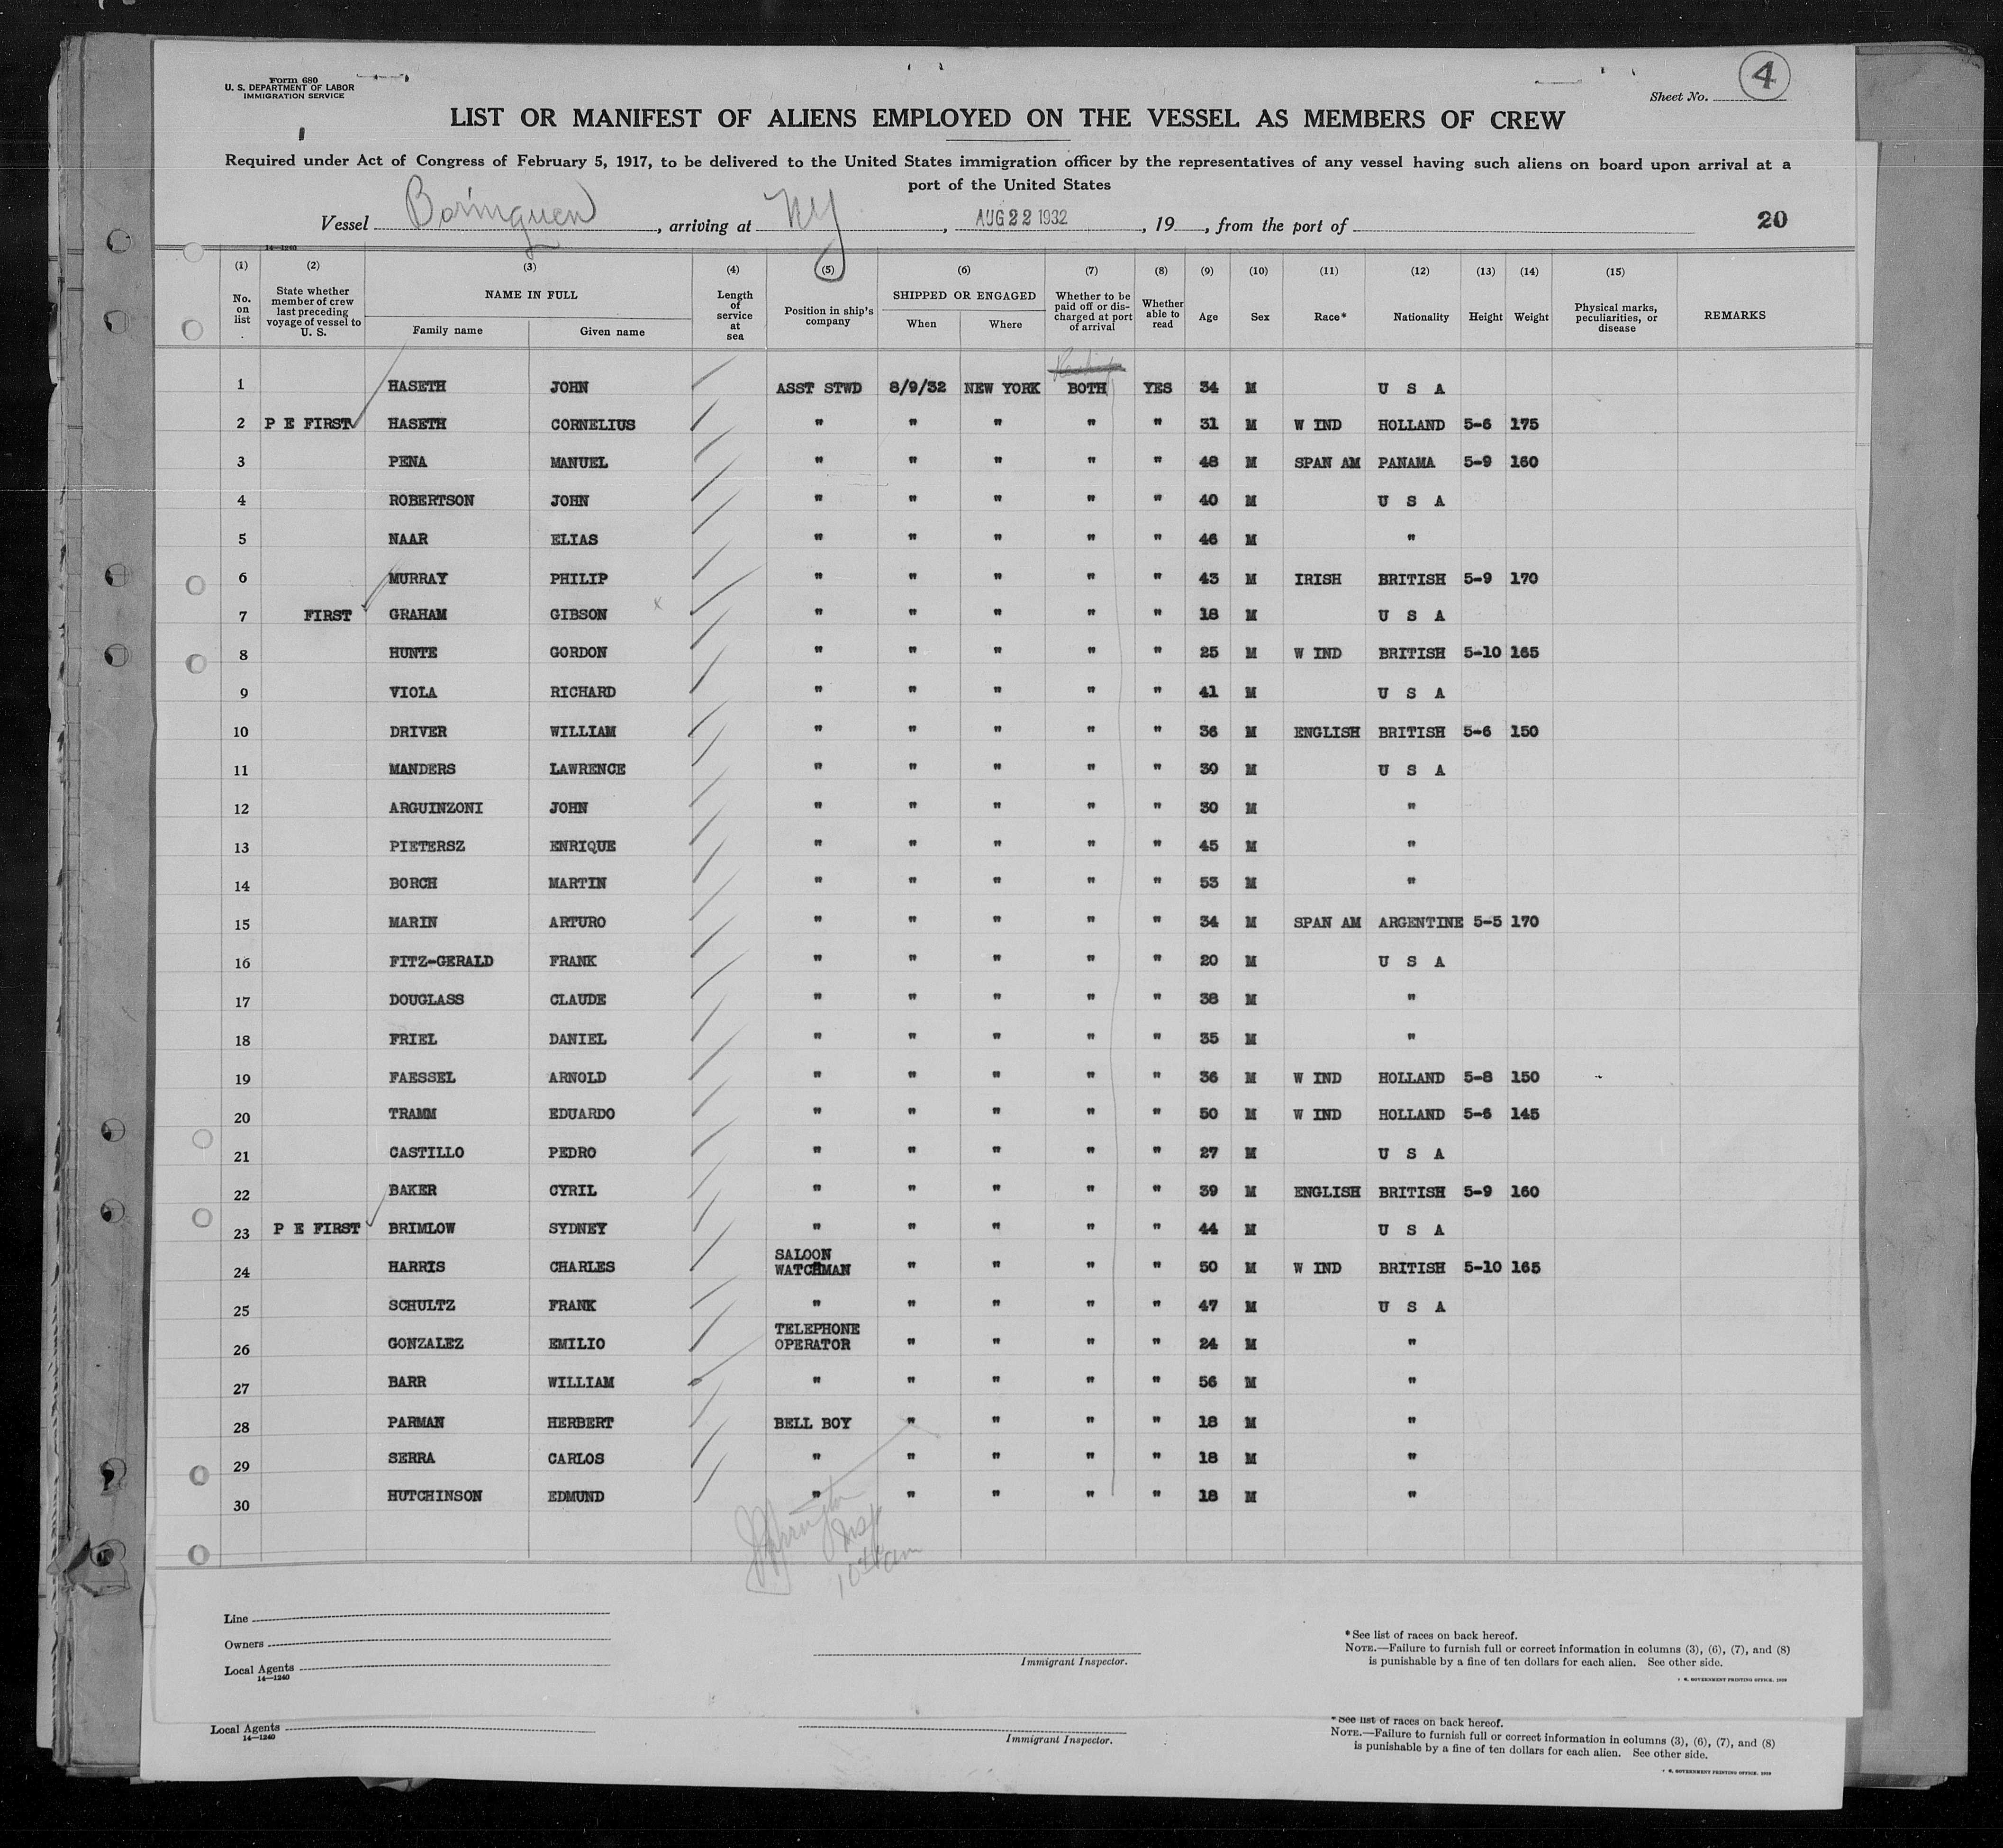 Form 680
U. S. DEPARTMENT OF LABOR
IMMIGRATION SERVICE
Sheet No. 4
LIST OR MANIFEST OF ALIENS EMPLOYED ON THE VESSEL AS MEMBERS OF CREW
Required under Act of Congress of February 5, 1917, to be delivered to the United States immigration officer by the representatives of any vessel having such aliens on board upon arrival at a
port of the United States
Vessel Borinquen, arriving at NY, AUG 22 1932, 19, from the port of 20
14—1240
(1) (2) (3) (4) (5) (6) (7) (8) (9) (10) (11) (12) (13) (14) (15)
No. on list State whether member of crew last preceding voyage of vessel to U. S. NAME IN FULL Family name Given name Length of service at sea Position in ship's company SHIPPED OR ENGAGED When Where Whether to be paid off or discharged at port of arrival Whether able to read Age Sex Race* Nationality Height Weight Physical marks, peculiarities, or disease REMARKS
1 HASETH JOHN ASST STWD 8/9/32 NEW YORK BOTH YES 34 M U S A
2 P E FIRST HASETH CORNELIUS " " " " " 31 M W IND HOLLAND 5-6 175
3 PENA MANUEL " " " " " 48 M SPAN AM PANAMA 5-9 160
4 ROBERTSON JOHN " " " " " 40 M U S A
5 NAAR ELIAS " " " " " 46 M "
6 MURRAY PHILIP " " " " " 43 M IRISH BRITISH 5-9 170
7 FIRST GRAHAM GIBSON x " " " " " 18 M U S A
8 HUNTE GORDON " " " " " 25 M W IND BRITISH 5-10 165
9 VIOLA RICHARD " " " " " 41 M U S A
10 DRIVER WILLIAM " " " " " 36 M ENGLISH BRITISH 5-6 150
11 MANDERS LAWRENCE " " " " " 30 M U S A
12 ARGUINZONI JOHN " " " " " 30 M "
13 PIETERSZ ENRIQUE " " " " " 45 M "
14 BORCH MARTIN " " " " " 53 M "
15 MARIN ARTURO " " " " " 34 M SPAN AM ARGENTINE 5-5 170
16 FITZ-GERALD FRANK " " " " " 20 M U S A
17 DOUGLASS CLAUDE " " " " " 38 M "
18 FRIEL DANIEL " " " " " 35 M "
19 FAESSEL ARNOLD " " " " " 36 M W IND HOLLAND 5-8 150
20 TRAMM EDUARDO " " " " " 50 M W IND HOLLAND 5-6 145
21 CASTILLO PEDRO " " " " " 27 M U S A
22 BAKER CYRIL " " " " " 39 M ENGLISH BRITISH 5-9 160
23 P E FIRST BRIMLOW SYDNEY " " " " " 44 M U S A
24 HARRIS CHARLES SALOON WATCHMAN " " " " 50 M W IND BRITISH 5-10 165
25 SCHULTZ FRANK " " " " " 47 M U S A
26 GONZALEZ EMILIO TELEPHONE OPERATOR " " " " 24 M "
27 BARR WILLIAM " " " " " 56 M "
28 PARMAN HERBERT BELL BOY " " " " 18 M "
29 SERRA CARLOS " " " " " 18 M "
30 HUTCHINSON EDMUND " " " " " 18 M "
Insp
Line
Owners
Local Agents
14—1240
Immigrant Inspector.
* See list of races on back hereof.
NOTE.—Failure to furnish full or correct information in columns (3), (6), (7), and (8)
is punishable by a fine of ten dollars for each alien. See other side.
GOVERNMENT PRINTING OFFICE
Local Agents
14—1240
Immigrant Inspector.
* See list of races on back hereof.
NOTE.—Failure to furnish full or correct information in columns (3), (6), (7), and (8)
is punishable by a fine of ten dollars for each alien. See other side.
GOVERNMENT PRINTING OFFICE